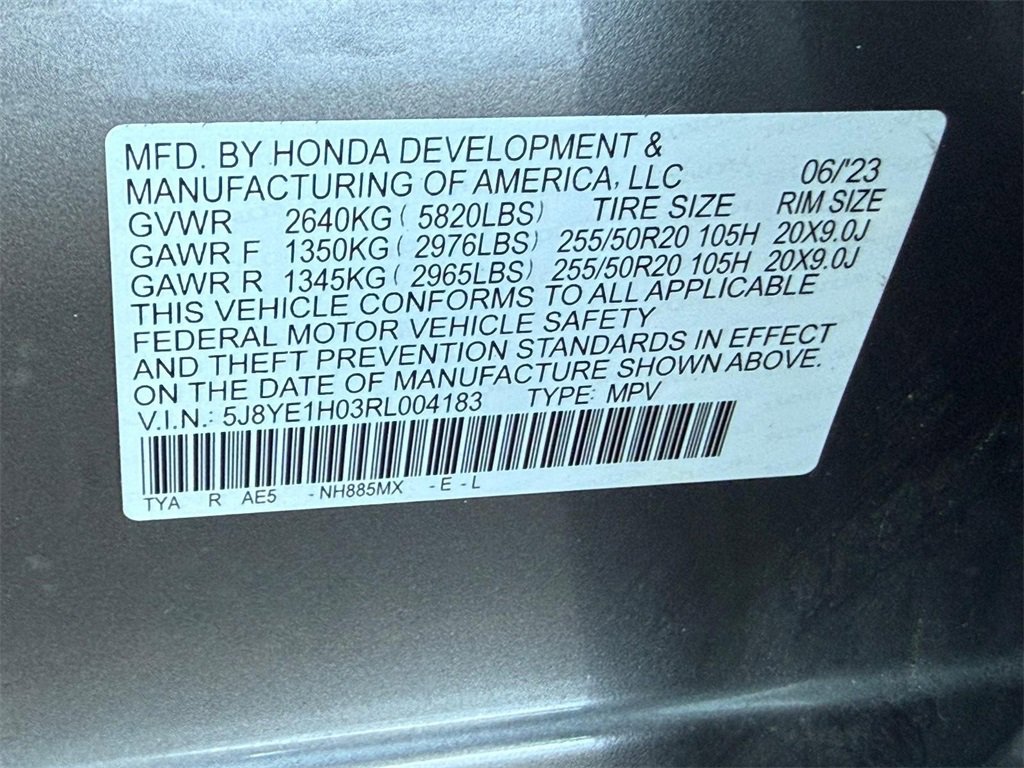 MFD. BY HONDA DEVELOPMENT &
MANUFACTURING OF AMERICA, LLC 06/'23
GVWR 2640KG ( 5820LBS) TIRE SIZE RIM SIZE
GAWR F 1350KG ( 2976LBS) 255/50R20 105H 20X9.0J
GAWR R 1345KG ( 2965LBS) 255/50R20 105H 20X9.0J
THIS VEHICLE CONFORMS TO ALL APPLICABLE
FEDERAL MOTOR VEHICLE SAFETY
AND THEFT PREVENTION STANDARDS IN EFFECT
ON THE DATE OF MANUFACTURE SHOWN ABOVE.
V.I.N.: 5J8YE1H03RL004183 TYPE: MPV
TYA R AE5 - NH885MX - E - L